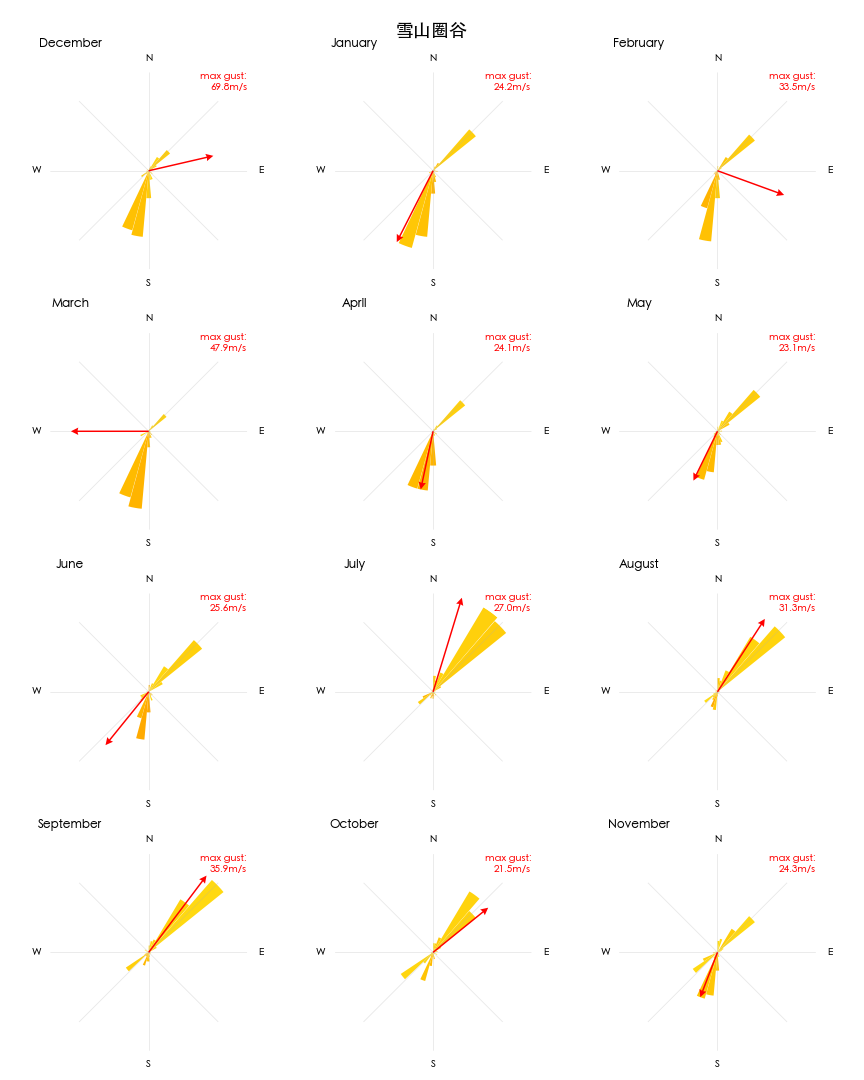 雪山圈谷
December
N
max gust:
69.8m/s
W
E
S
January
N
max gust:
24.2m/s
W
E
S
February
N
max gust:
33.5m/s
W
E
S
March
N
max gust:
47.9m/s
W
E
S
April
N
max gust:
24.1m/s
W
E
S
May
N
max gust:
23.1m/s
W
E
S
June
N
max gust:
25.6m/s
W
E
S
July
N
max gust:
27.0m/s
W
E
S
August
N
max gust:
31.3m/s
W
E
S
September
N
max gust:
35.9m/s
W
E
S
October
N
max gust:
21.5m/s
W
E
S
November
N
max gust:
24.3m/s
W
E
S